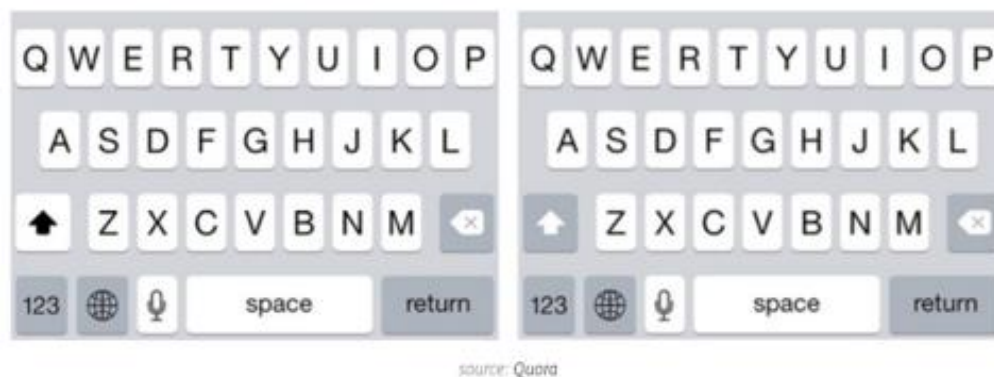 Q W E R T Y U I O P
A S D F G H J K L
Z X C V B N M
123 space return
Q W E R T Y U I O P
A S D F G H J K L
Z X C V B N M
123 space return
source: Quora